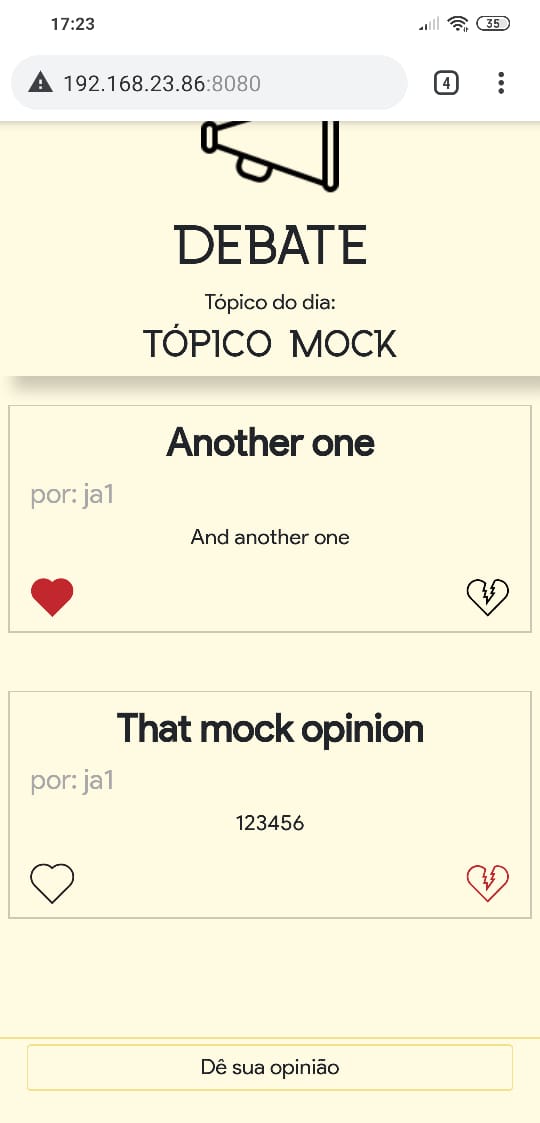 17:23
35
192.168.23.86:8080
4
DEBATE
Tópico do dia:
TÓPICO MOCK
Another one
por: ja1
And another one
That mock opinion
por: ja1
123456
Dê sua opinião